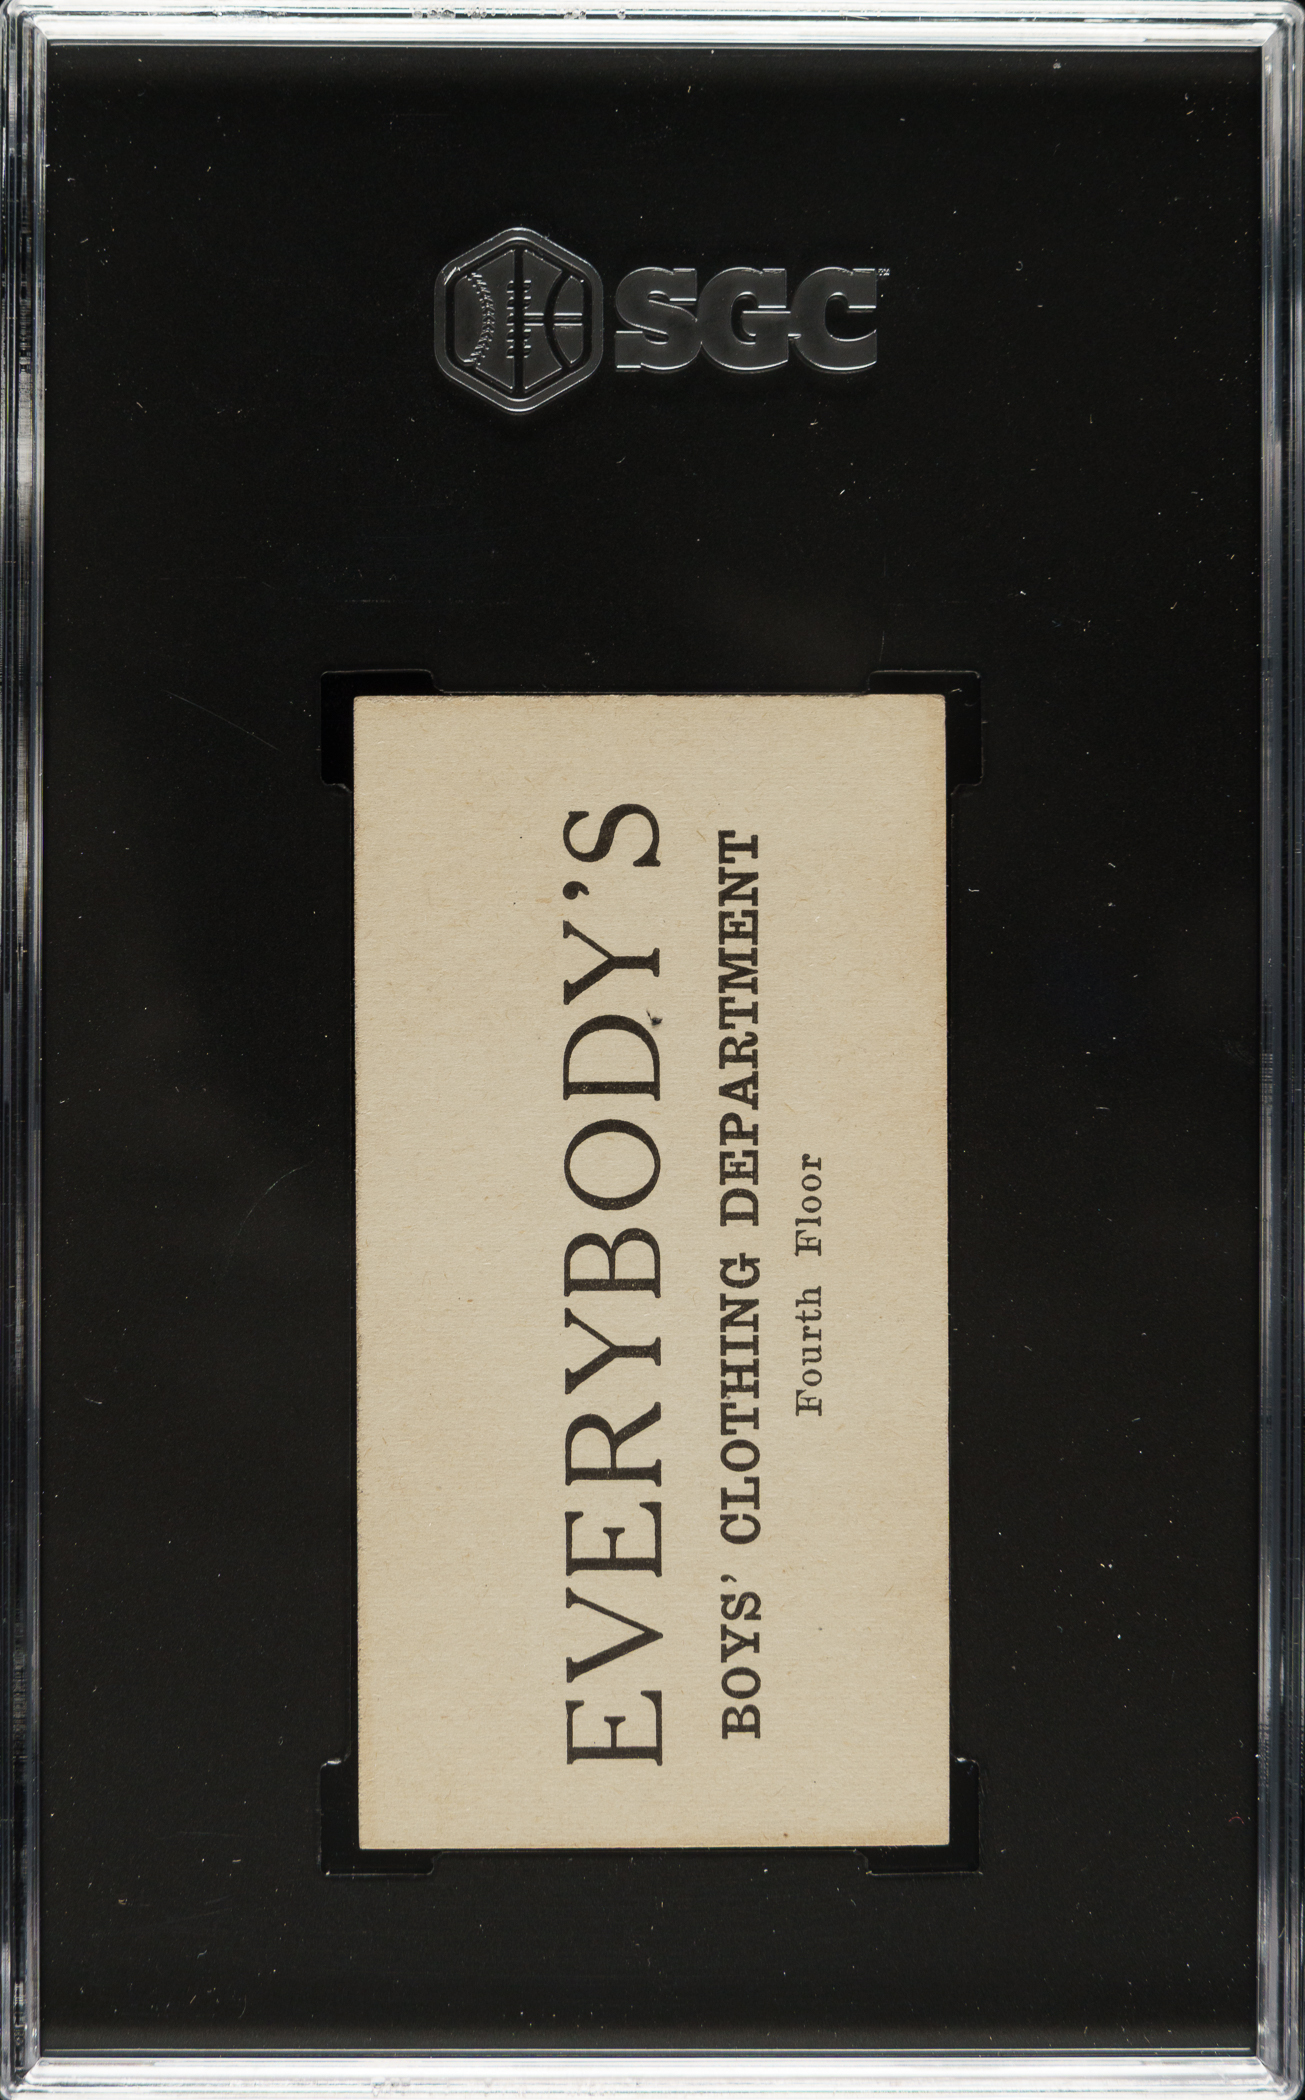 SGC
EVERYBODY'S
BOYS' CLOTHING DEPARTMENT
Fourth Floor